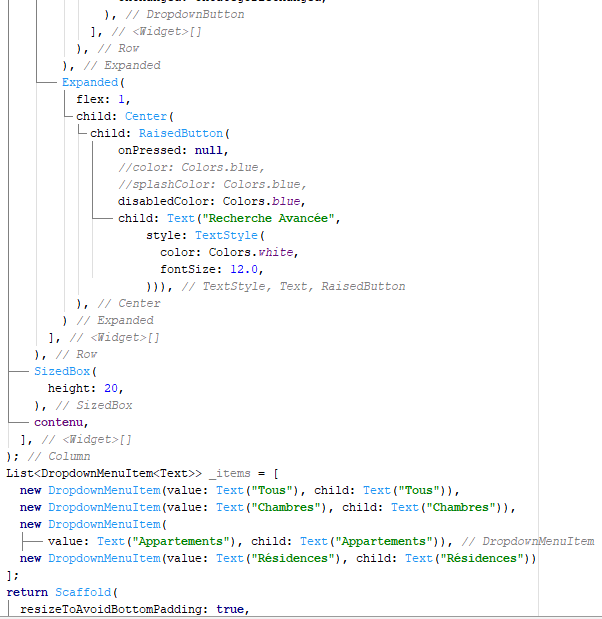 ), // DropdownButton
], // <Widget>[]
), // Row
), // Expanded
Expanded(
flex: 1,
child: Center(
child: RaisedButton(
onPressed: null,
//color: Colors.blue,
//splashColor: Colors.blue,
disabledColor: Colors.blue,
child: Text("Recherche Avancée",
style: TextStyle(
color: Colors.white,
fontSize: 12.0,
))), // TextStyle, Text, RaisedButton
), // Center
) // Expanded
], // <Widget>[]
), // Row
SizedBox(
height: 20,
), // SizedBox
contenu,
], // <Widget>[]
); // Column
List<DropdownMenuItem<Text>> _items = [
new DropdownMenuItem(value: Text("Tous"), child: Text("Tous")),
new DropdownMenuItem(value: Text("Chambres"), child: Text("Chambres")),
new DropdownMenuItem(
value: Text("Appartements"), child: Text("Appartements")), // DropdownMenuItem
new DropdownMenuItem(value: Text("Résidences"), child: Text("Résidences"))
];
return Scaffold(
resizeToAvoidBottomPadding: true,